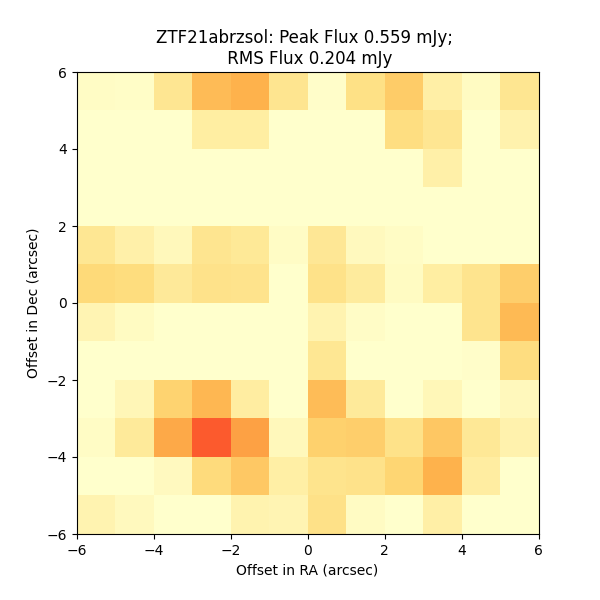 ZTF21abrzsol: Peak Flux 0.559 mJy;
RMS Flux 0.204 mJy
6
4
2
0
−2
−4
−6
Offset in Dec (arcsec)
−6 −4 −2 0 2 4 6
Offset in RA (arcsec)